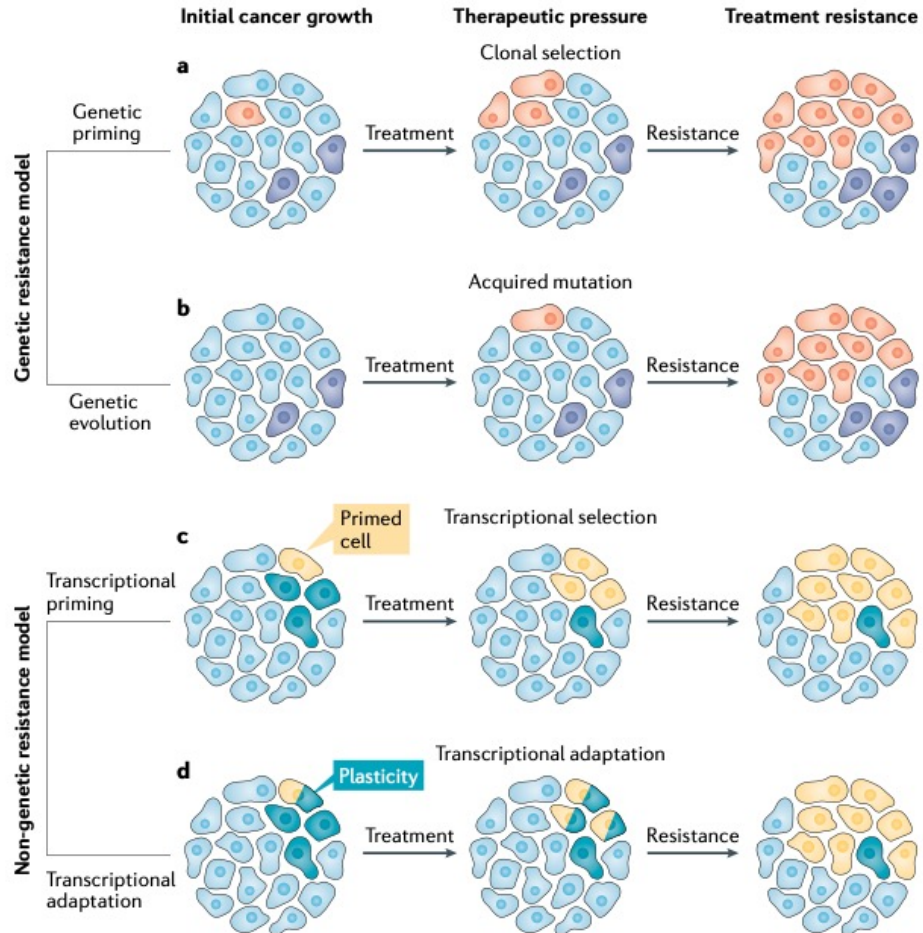 Initial cancer growth
Therapeutic pressure
Treatment resistance
Genetic resistance model
Genetic
priming
a
Clonal selection
Treatment
Resistance
Genetic
evolution
b
Acquired mutation
Treatment
Resistance
Non-genetic resistance model
Transcriptional
priming
c
Primed
cell
Transcriptional selection
Treatment
Resistance
Transcriptional
adaptation
d
Plasticity
Transcriptional adaptation
Treatment
Resistance